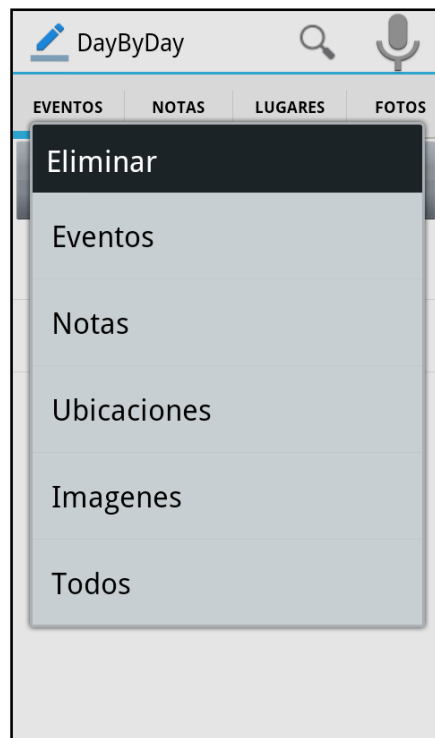 DayByDay
EVENTOS NOTAS LUGARES FOTOS
Eliminar
Eventos
Notas
Ubicaciones
Imagenes
Todos